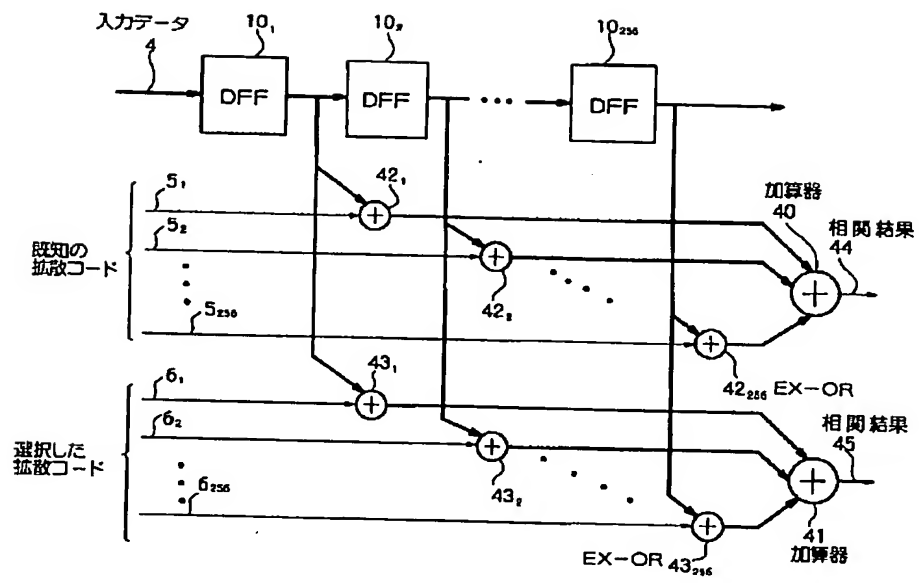 入力データ
4
10₁
10₂
10₂₅₆
DFF
DFF
DFF
既知の
拡散コード
5₁
5₂
5₂₅₆
42₁
42₂
42₂₅₆ EX-OR
加算器
40
相関結果
44
選択した
拡散コード
6₁
6₂
6₂₅₆
43₁
43₂
EX-OR 43₂₅₆
相関結果
45
41
加算器